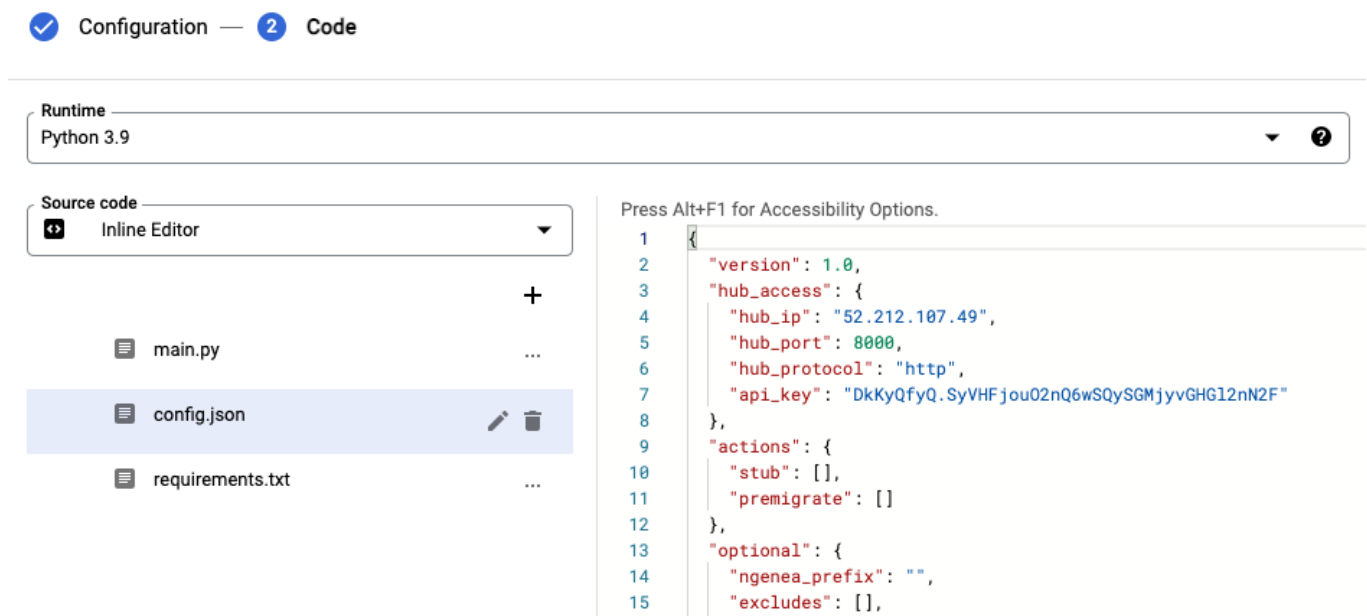 Configuration — 2 Code
Runtime
Python 3.9
Source code
Inline Editor
main.py ...
config.json
requirements.txt ...
Press Alt+F1 for Accessibility Options.
1 {
2 "version": 1.0,
3 "hub_access": {
4 "hub_ip": "52.212.107.49",
5 "hub_port": 8000,
6 "hub_protocol": "http",
7 "api_key": "DkKyQfyQ.SyVHFjouO2nQ6wSQySGMjyvGHGl2nN2F"
8 },
9 "actions": {
10 "stub": [],
11 "premigrate": []
12 },
13 "optional": {
14 "ngenea_prefix": "",
15 "excludes": [],